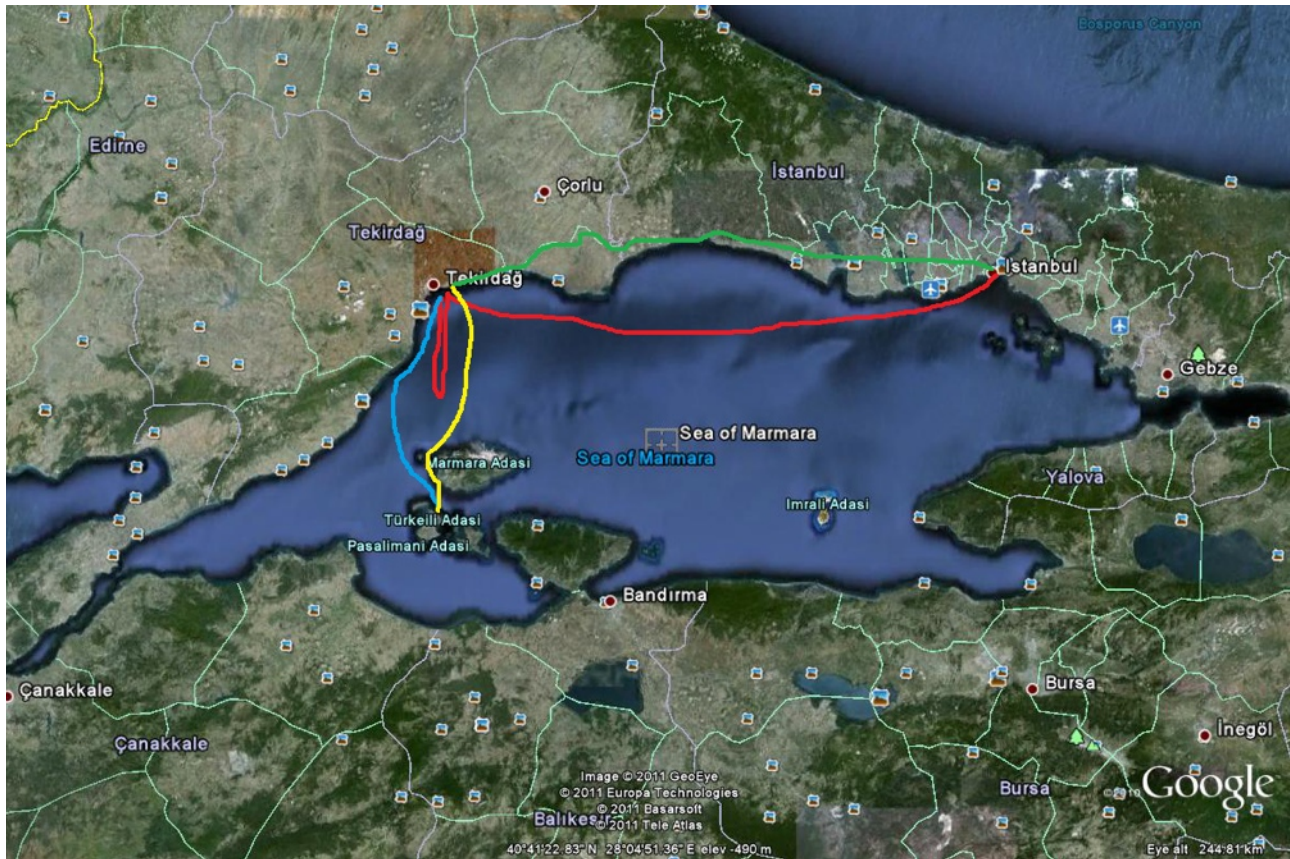 Bosporus Canyon
Edirne
İstanbul
Çorlu
Tekirdağ
Tekirdağ
İstanbul
Gebze
Sea of Marmara
Sea of Marmara
Marmara Adasi
Yalova
Imrali Adasi
Türkeili Adasi
Pasalimani Adasi
Bandırma
Çanakkale
Bursa
Çanakkale
İnegöl
Image © 2011 GeoEye
© 2011 Europa Technologies
© 2011 Basarsoft
© 2011 Tele Atlas
Balıkesir
Bursa
©2010 Google
40°41'22.83" N 28°04'51.36" E elev -490 m
Eye alt 244.81 km